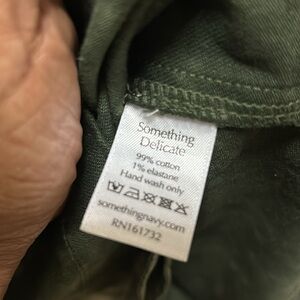 Something
Delicate
99% cotton
1% elastane
Hand wash only
somethingnavy.com
RN161732